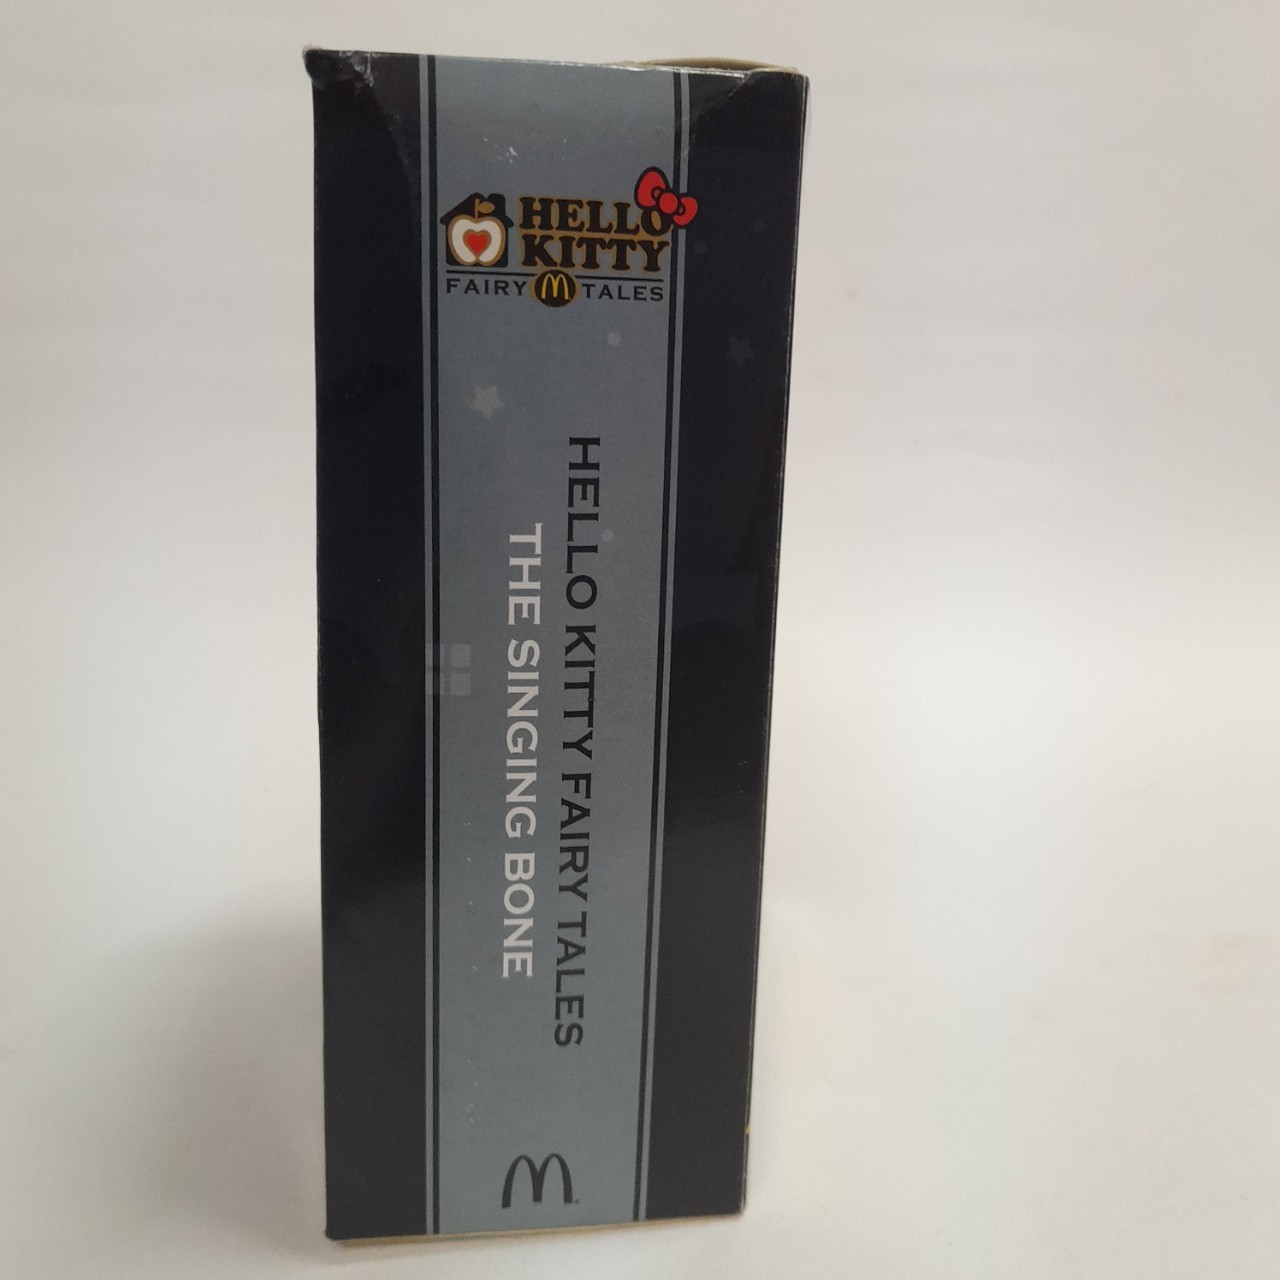 HELLO
KITTY
FAIRY M TALES
HELLO KITTY FAIRY TALES
THE SINGING BONE
M